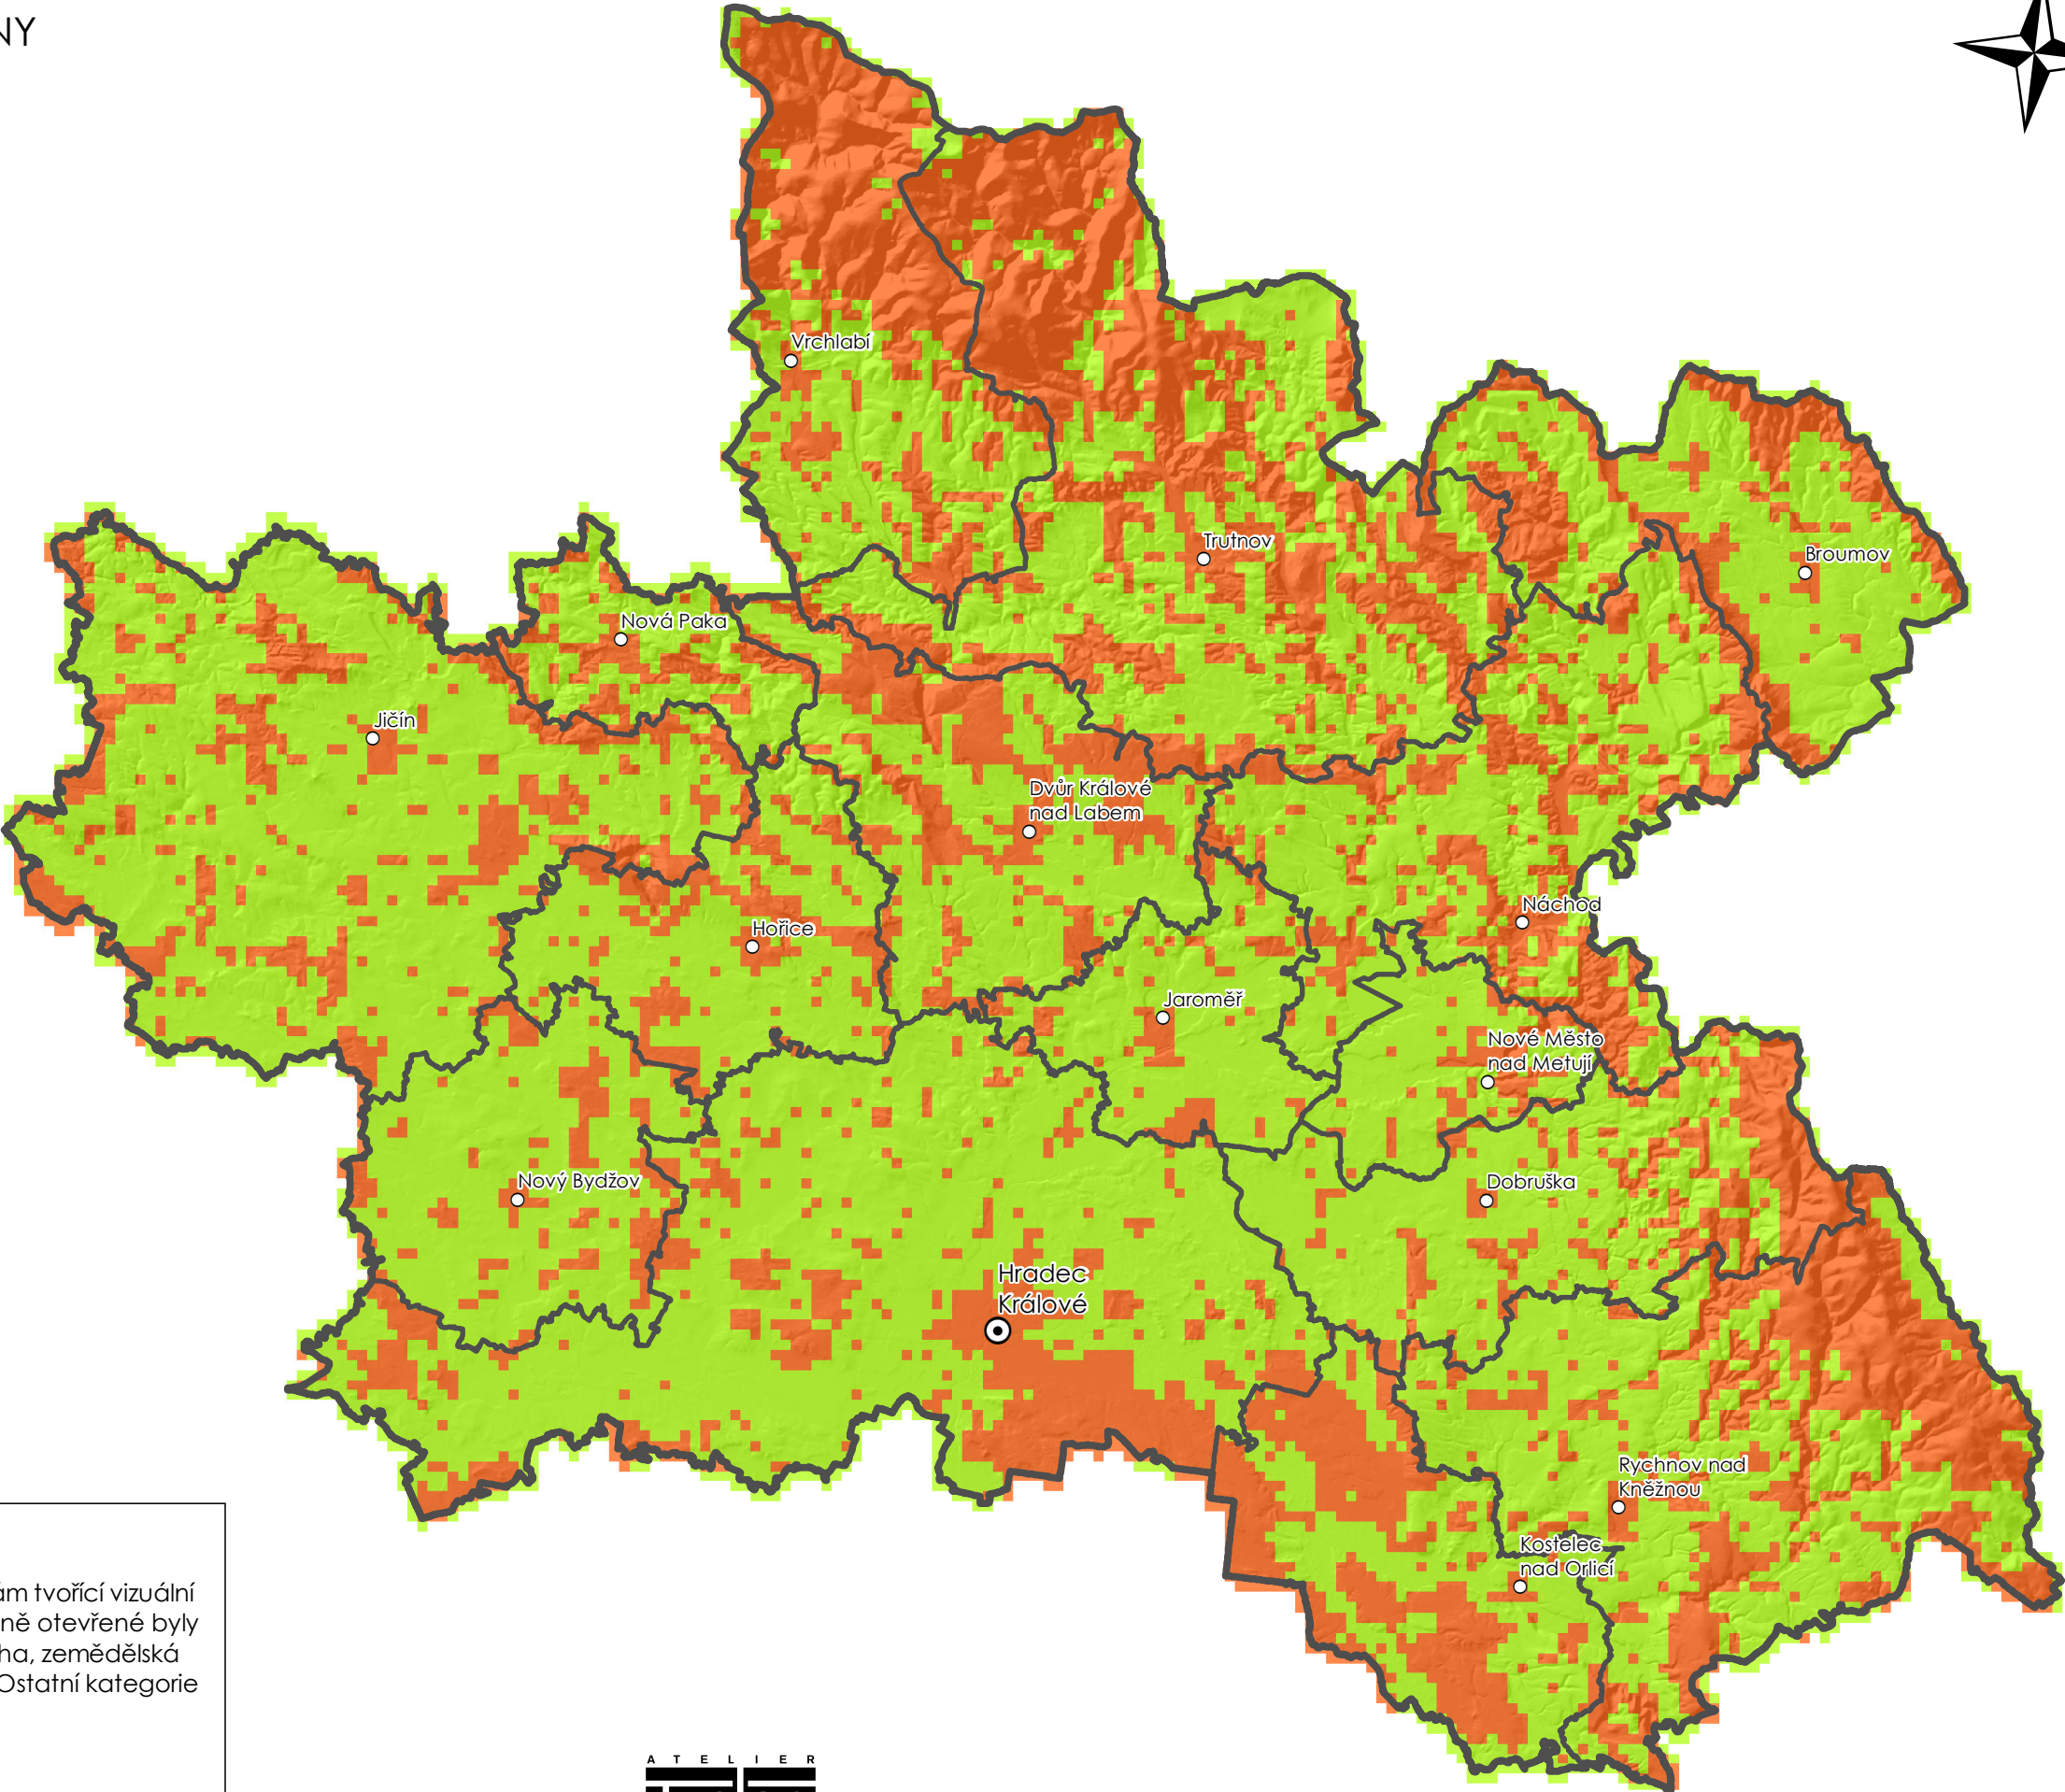 NY
Vrchlabí
Trutnov
Broumov
Nová Paka
Jičín
Dvůr Králové
nad Labem
Náchod
Hořice
Jaroměř
Nové Město
nad Metují
Nový Bydžov
Dobruška
Hradec
Králové
Rychnov nad
Kněžnou
Kostelec
nad Orlicí
ám tvořící vizuální
ně otevřené byly
ha, zemědělská
Ostatní kategorie
ATELIER